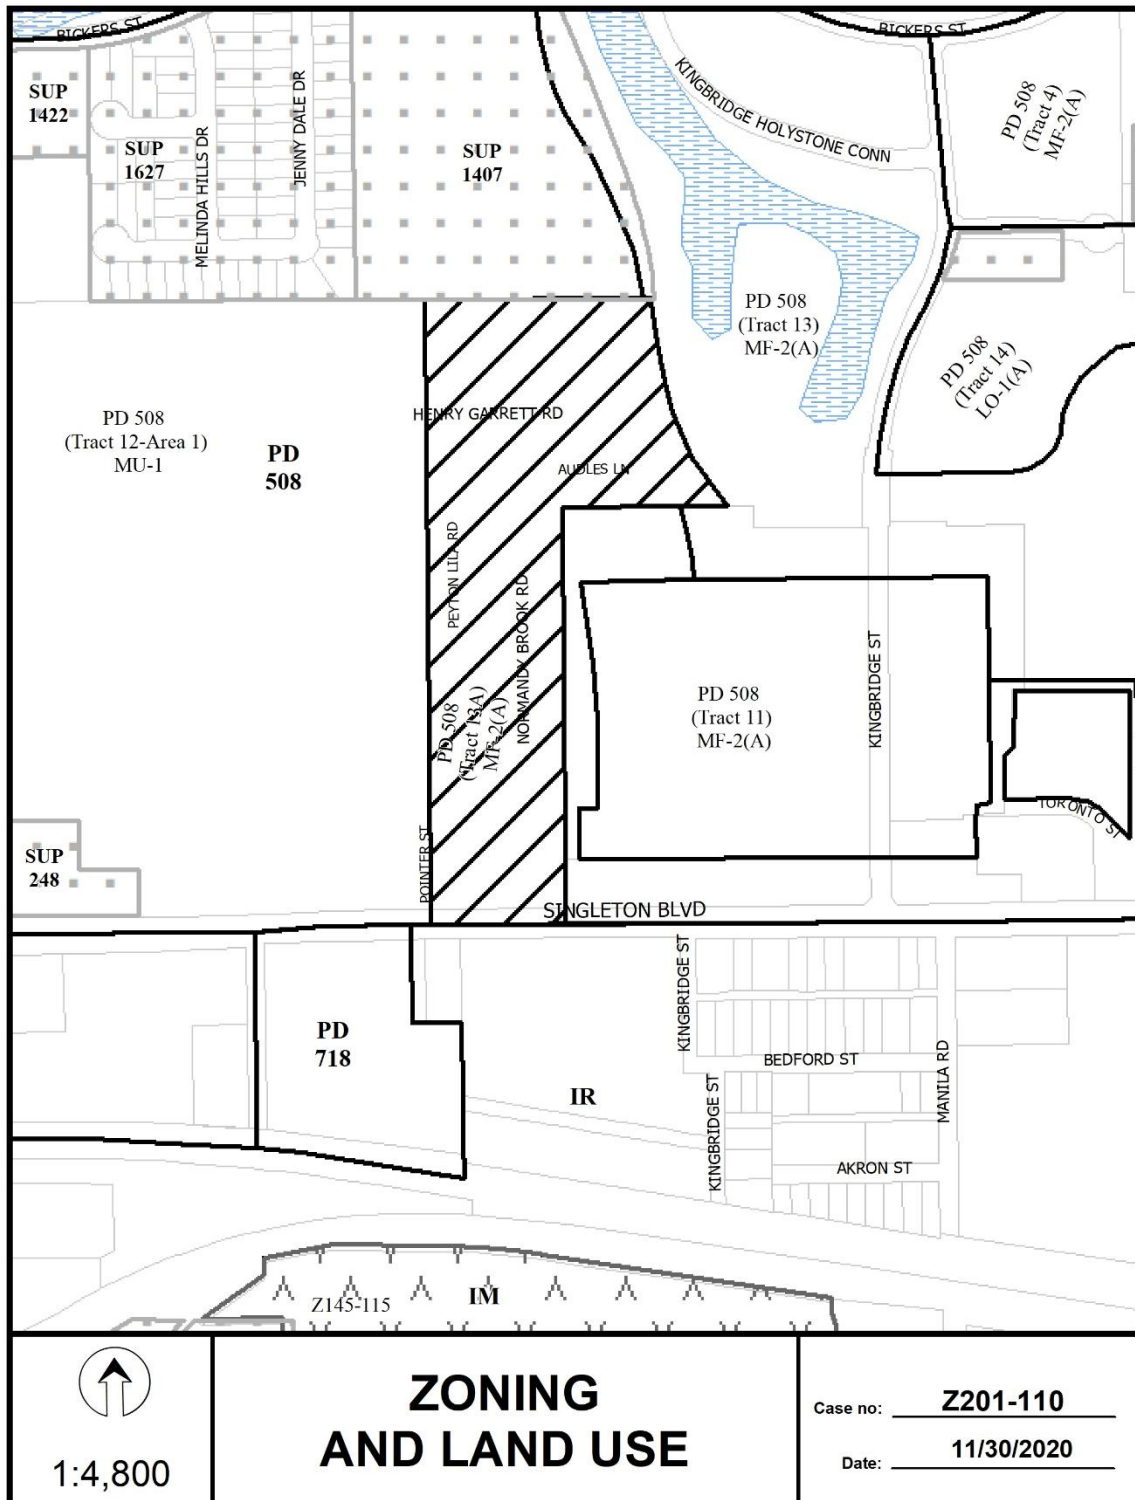 BICKERS ST
BICKERS ST
SUP
1422
SUP
1627
MELINDA HILLS DR
JENNY DALE DR
SUP
1407
KINGBRIDGE HOLYSTONE CONN
PD 508
(Tract 4)
MF-2(A)
PD 508
(Tract 13)
MF-2(A)
PD 508
(Tract 14)
LO-1(A)
PD 508
(Tract 12-Area 1)
MU-1
PD
508
HENRY GARRETT RD
AUDLES LN
PEYTON LILA RD
NORMANDY BROOK RD
PD 508
(Tract 13A)
MF-2(A)
PD 508
(Tract 11)
MF-2(A)
KINGBRIDGE ST
TORONTO ST
SUP
248
POINTER ST
SINGLETON BLVD
PD
718
IR
KINGBRIDGE ST
KINGBRIDGE ST
BEDFORD ST
MANILA RD
AKRON ST
Z145-115
IM
1:4,800
ZONING
AND LAND USE
Case no: Z201-110
Date: 11/30/2020